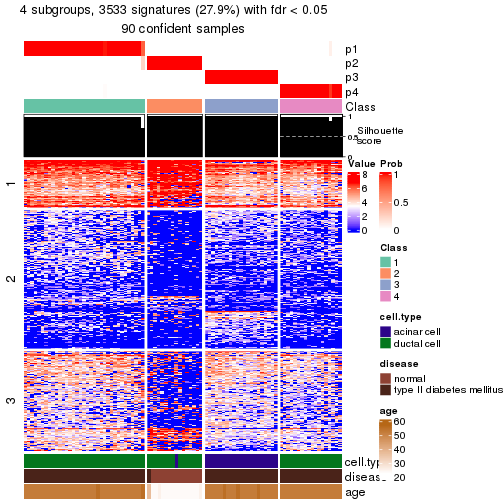 4 subgroups, 3533 signatures (27.9%) with fdr < 0.05
90 confident samples
p1
p2
p3
p4
Class
1
0.5
0
Silhouette
score
1
2
3
cell.type
diseas
age
Value
8
6
4
2
0
Prob
1
0.5
0
Class
1
2
3
4
cell.type
acinar cell
ductal cell
disease
normal
type II diabetes mellitus
age
60
50
40
30
20